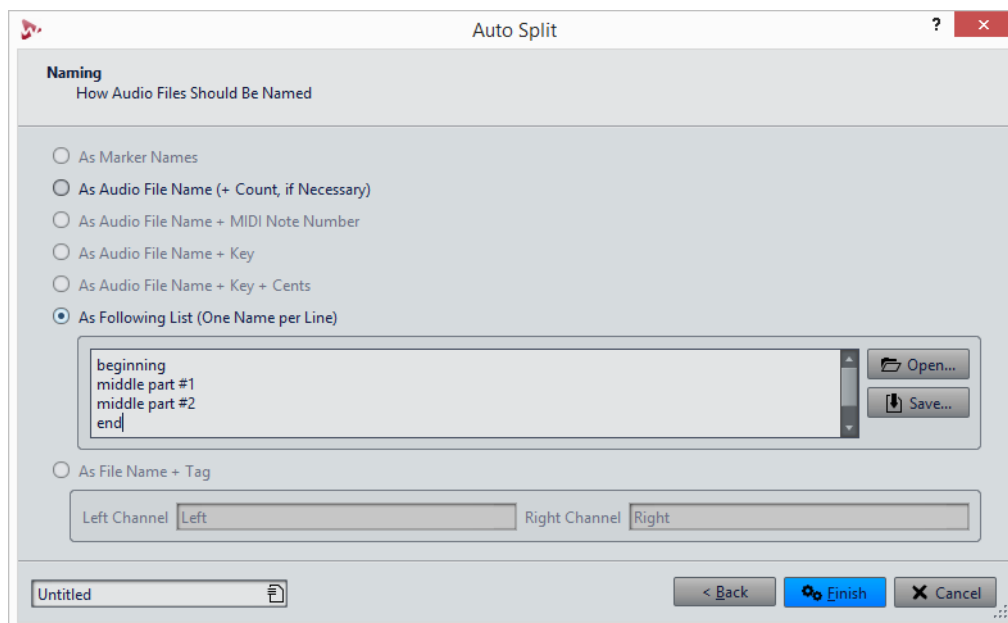 Auto Split
?
Naming
How Audio Files Should Be Named
As Marker Names
As Audio File Name (+ Count, if Necessary)
As Audio File Name + MIDI Note Number
As Audio File Name + Key
As Audio File Name + Key + Cents
As Following List (One Name per Line)
beginning
middle part #1
middle part #2
end
Open...
Save...
As File Name + Tag
Left Channel Left Right Channel Right
Untitled < Back Finish Cancel